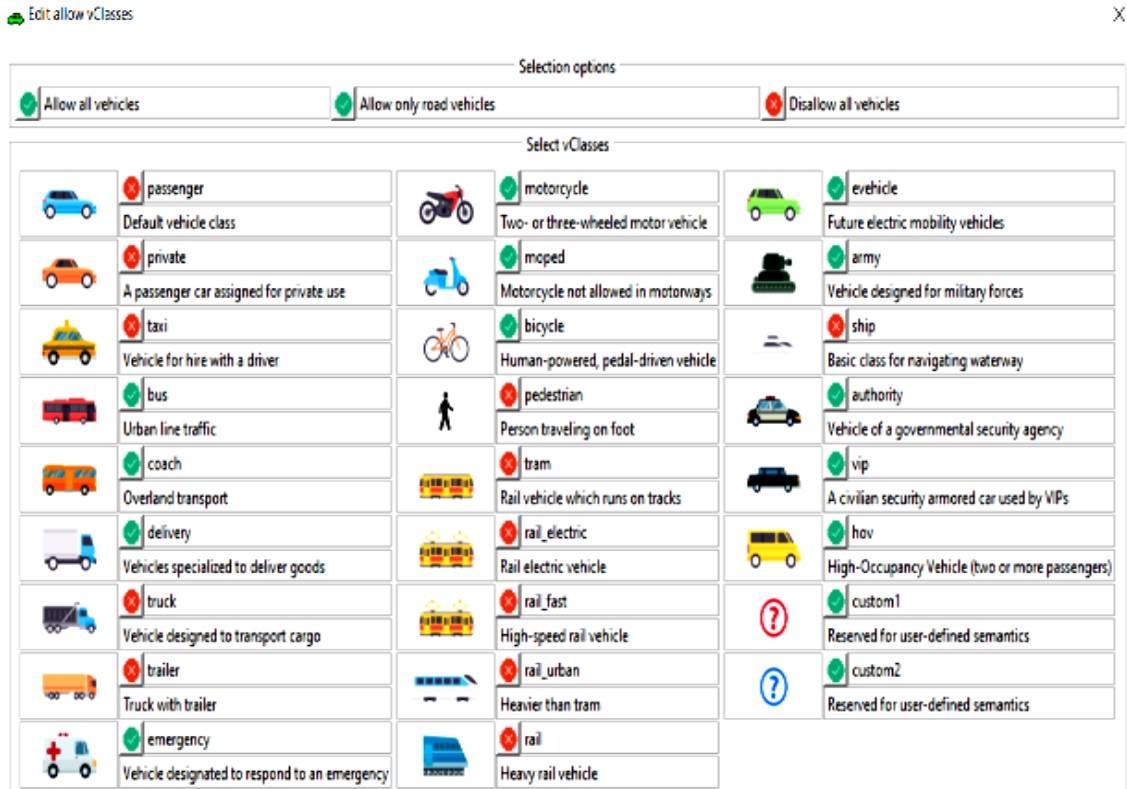 Edit allow vClasses
X
Selection options
Allow all vehicles
Allow only road vehicles
Disallow all vehicles
Select vClasses
passenger
Default vehicle class
private
A passenger car assigned for private use
taxi
Vehicle for hire with a driver
bus
Urban line traffic
coach
Overland transport
delivery
Vehicles specialized to deliver goods
truck
Vehicle designed to transport cargo
trailer
Truck with trailer
emergency
Vehicle designated to respond to an emergency
motorcycle
Two- or three-wheeled motor vehicle
moped
Motorcycle not allowed in motorways
bicycle
Human-powered, pedal-driven vehicle
pedestrian
Person traveling on foot
tram
Rail vehicle which runs on tracks
rail_electric
Rail electric vehicle
rail_fast
High-speed rail vehicle
rail_urban
Heavier than tram
rail
Heavy rail vehicle
evehicle
Future electric mobility vehicles
army
Vehicle designed for military forces
ship
Basic class for navigating waterway
authority
Vehicle of a governmental security agency
vip
A civilian security armored car used by VIPs
hov
High-Occupancy Vehicle (two or more passengers)
?
custom1
Reserved for user-defined semantics
?
custom2
Reserved for user-defined semantics